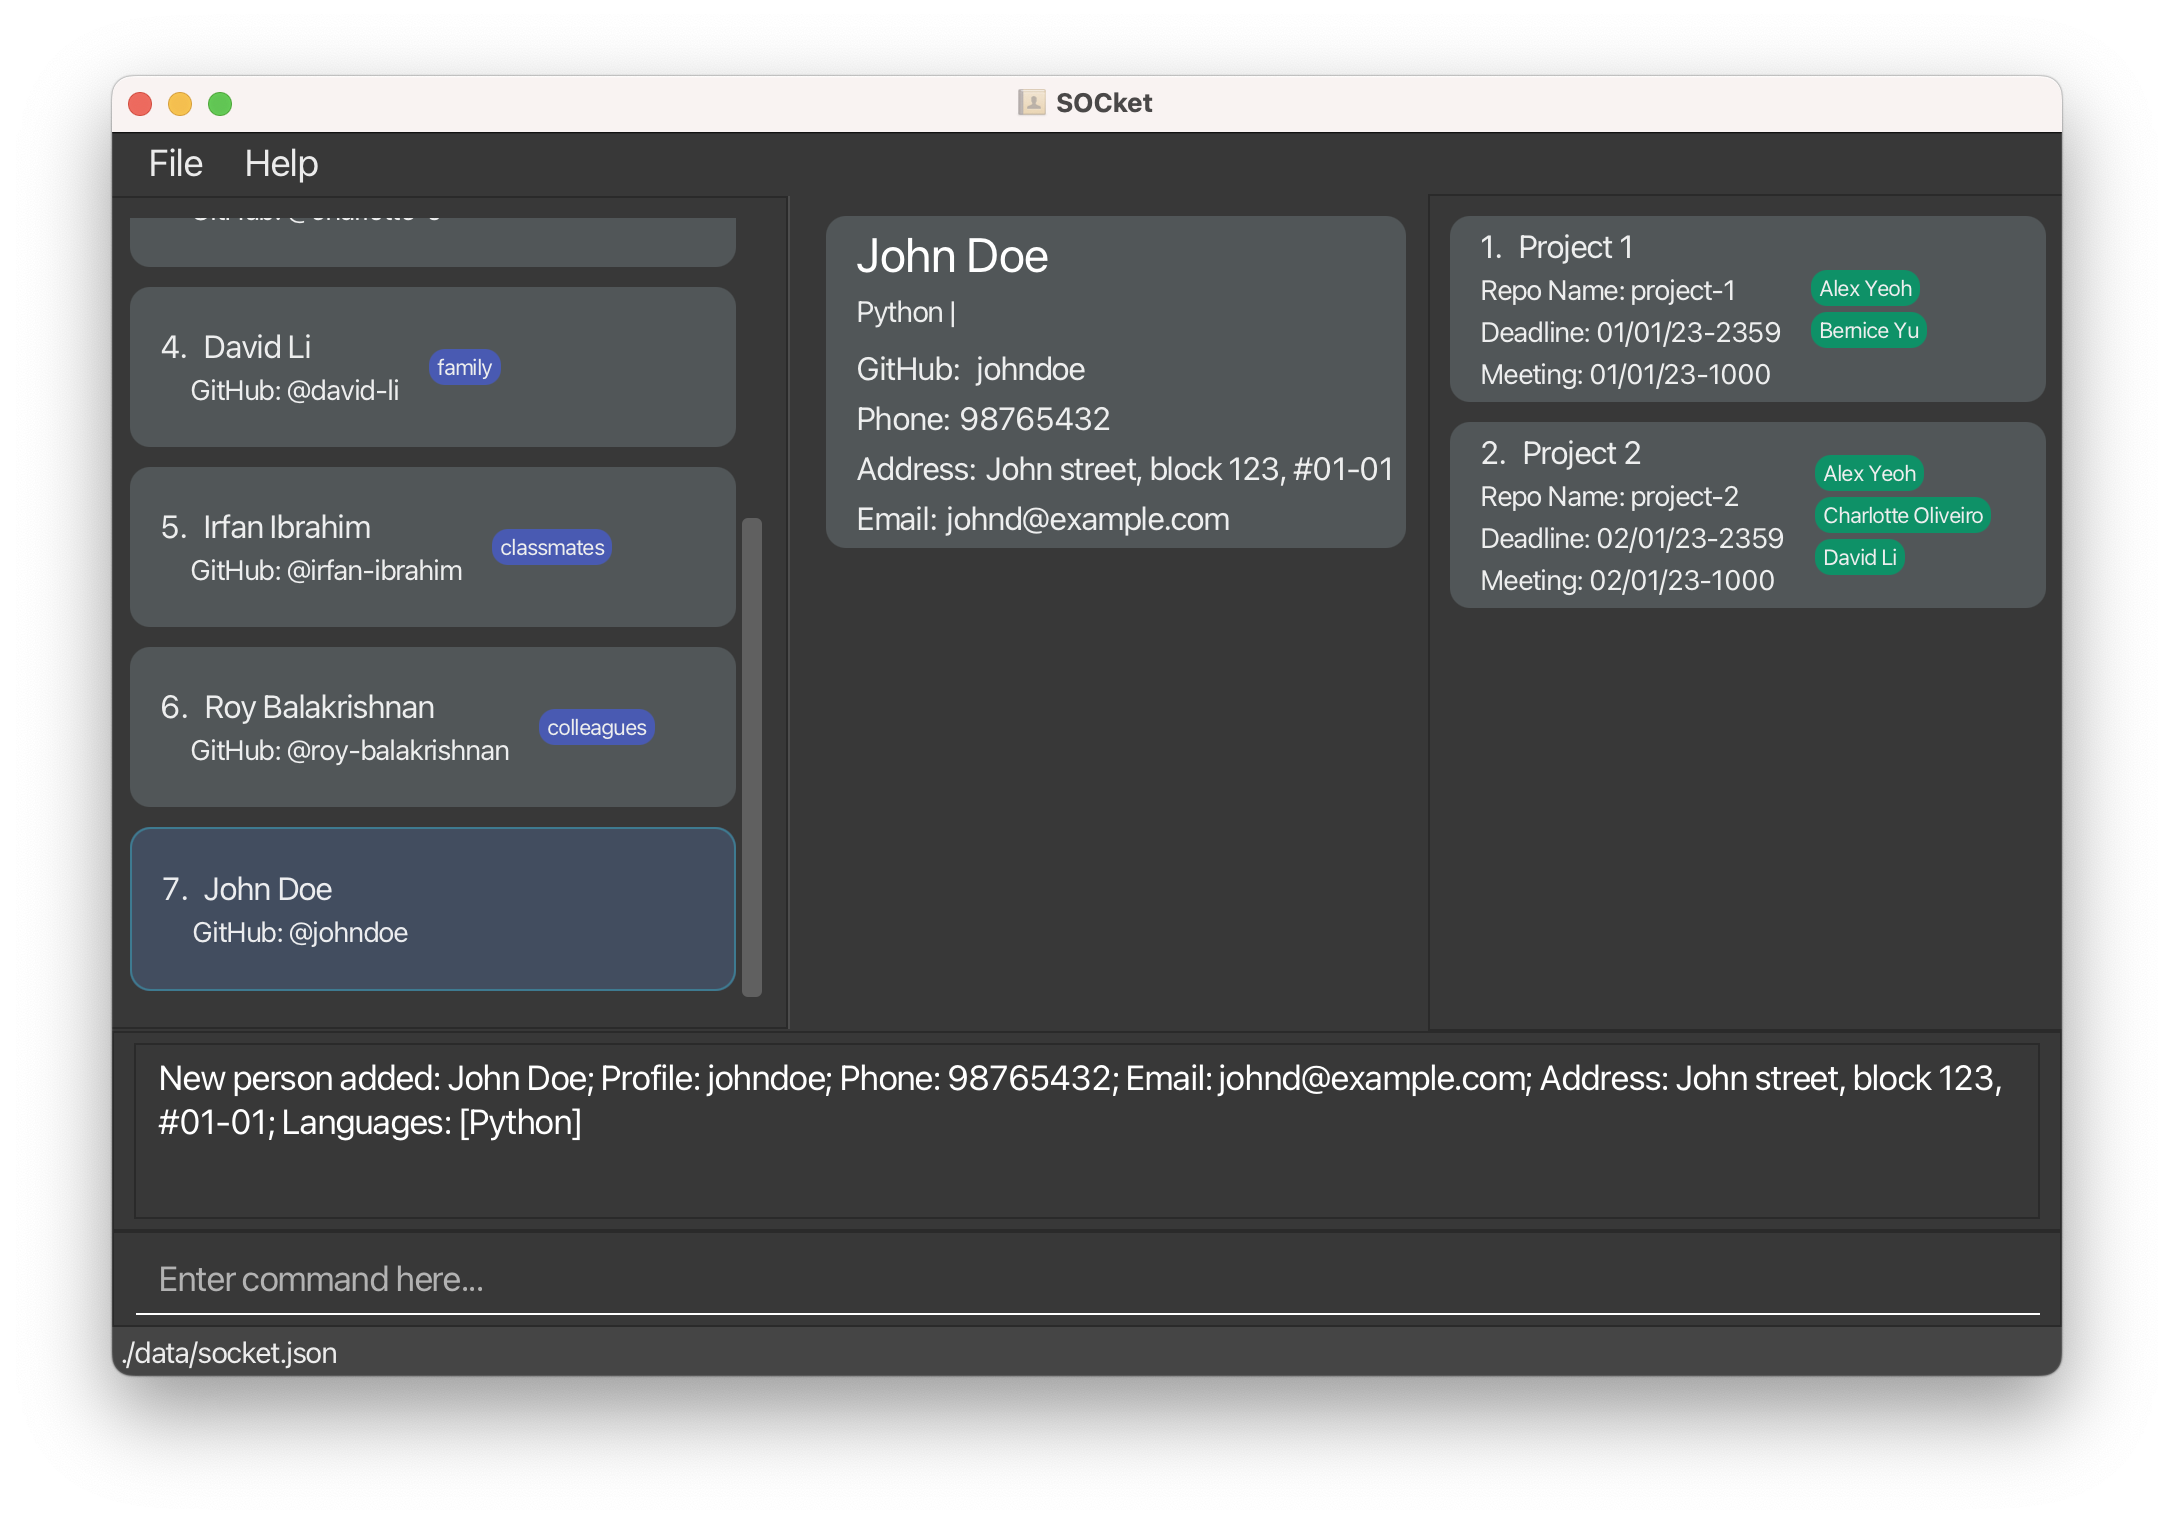 SOCket
File Help
4. David Li
GitHub: @david-li
family
5. Irfan Ibrahim
GitHub: @irfan-ibrahim
classmates
6. Roy Balakrishnan
GitHub: @roy-balakrishnan
colleagues
7. John Doe
GitHub: @johndoe
John Doe
Python |
GitHub: johndoe
Phone: 98765432
Address: John street, block 123, #01-01
Email: johnd@example.com
1. Project 1
Repo Name: project-1
Deadline: 01/01/23-2359
Meeting: 01/01/23-1000
Alex Yeoh
Bernice Yu
2. Project 2
Repo Name: project-2
Deadline: 02/01/23-2359
Meeting: 02/01/23-1000
Alex Yeoh
Charlotte Oliveiro
David Li
New person added: John Doe; Profile: johndoe; Phone: 98765432; Email: johnd@example.com; Address: John street, block 123,
#01-01; Languages: [Python]
Enter command here...
./data/socket.json